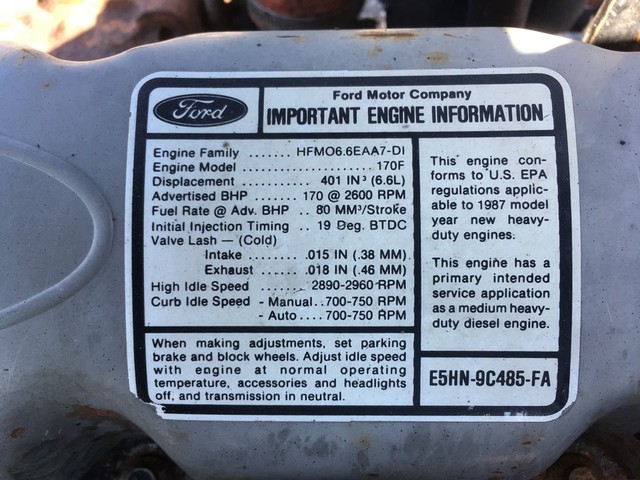 Ford
Ford Motor Company
IMPORTANT ENGINE INFORMATION
Engine Family ....... HFMO6.6EAA7-DI
Engine Model .................... 170F
Displacement ....... 401 IN³ (6.6L)
Advertised BHP .... 170 @ 2600 RPM
Fuel Rate @ Adv. BHP .. 80 MM³/Stroke
Initial Injection Timing .. 19 Deg. BTDC
Valve Lash — (Cold)
Intake ..... .015 IN (.38 MM)
Exhaust ..... .018 IN (.46 MM)
High Idle Speed ...... 2890-2960 RPM
Curb Idle Speed - Manual..700-750 RPM
- Auto ....700-750 RPM
When making adjustments, set parking
brake and block wheels. Adjust idle speed
with engine at normal operating
temperature, accessories and headlights
off, and transmission in neutral.
This engine con-
forms to U.S. EPA
regulations applic-
able to 1987 model
year new heavy-
duty engines.
This engine has a
primary intended
service application
as a medium heavy-
duty diesel engine.
E5HN-9C485-FA